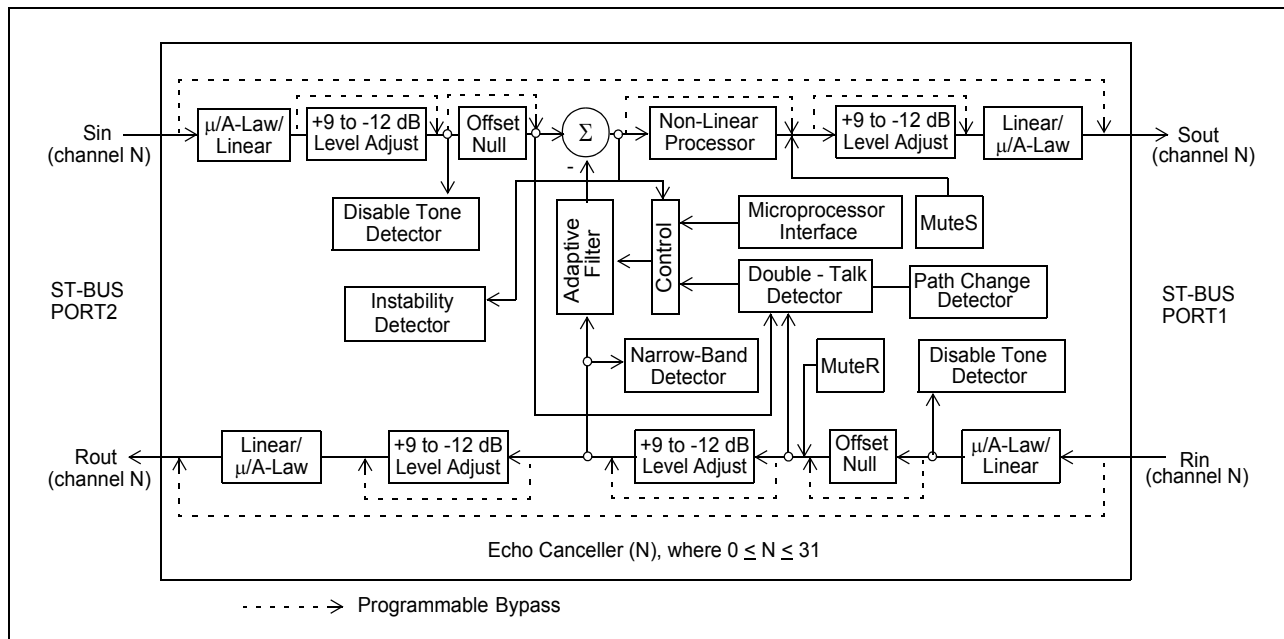 Sin
(channel N)
μ/A-Law/
Linear
+9 to -12 dB
Level Adjust
Offset
Null
Σ
-
Non-Linear
Processor
+9 to -12 dB
Level Adjust
Linear/
μ/A-Law
Sout
(channel N)
Disable Tone
Detector
Adaptive
Filter
Control
Microprocessor
Interface
MuteS
ST-BUS
PORT2
Instability
Detector
Double - Talk
Detector
Path Change
Detector
ST-BUS
PORT1
Narrow-Band
Detector
MuteR
Disable Tone
Detector
Rout
(channel N)
Linear/
μ/A-Law
+9 to -12 dB
Level Adjust
+9 to -12 dB
Level Adjust
Offset
Null
μ/A-Law/
Linear
Rin
(channel N)
Echo Canceller (N), where 0 ≤ N ≤ 31
Programmable Bypass